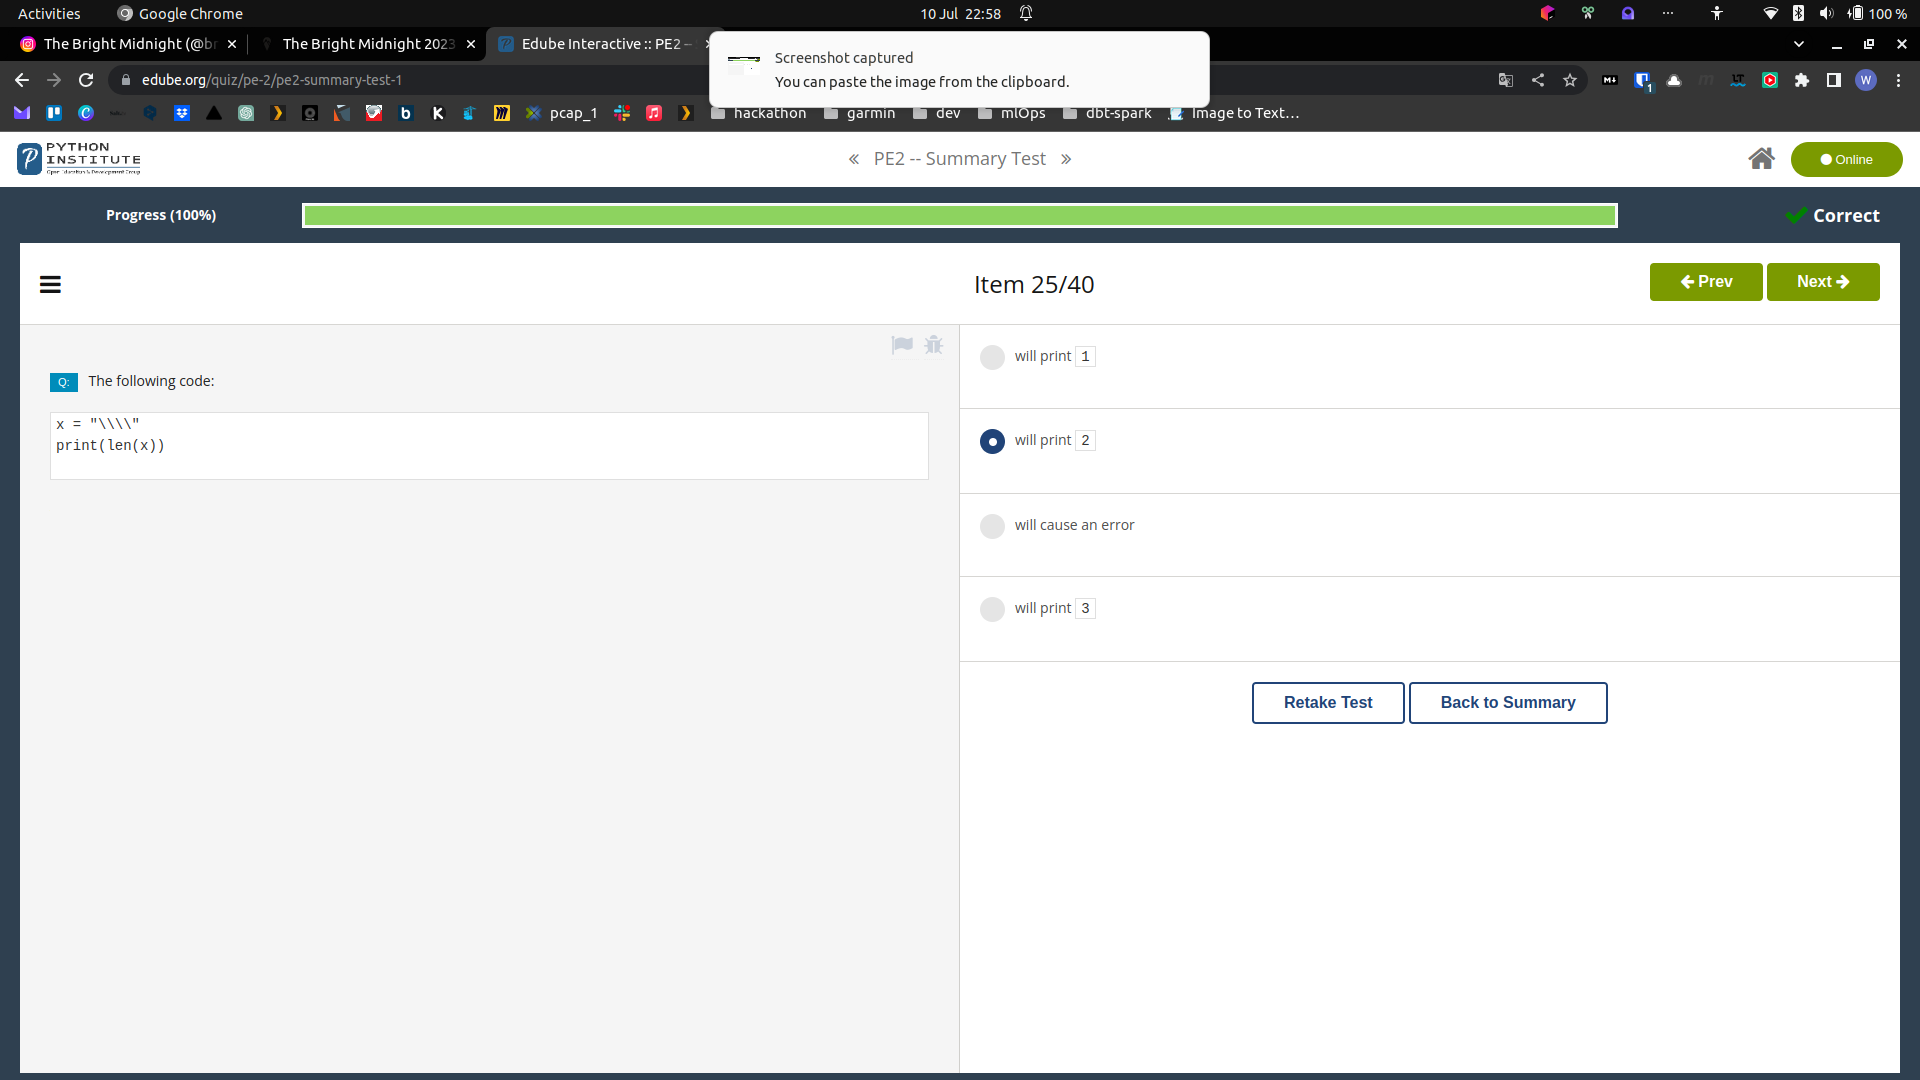 Activities
Google Chrome
10 Jul 22:58
100 %
The Bright Midnight (@br
The Bright Midnight 2023
Edube Interactive :: PE2 –
Screenshot captured
You can paste the image from the clipboard.
edube.org/quiz/pe-2/pe2-summary-test-1
pcap_1
hackathon
garmin
dev
mlOps
dbt-spark
Image to Text…
PYTHON
INSTITUTE
Open Education & Development Group
« PE2 -- Summary Test »
Online
Progress (100%)
Correct
Item 25/40
Prev
Next
Q: The following code:
x = "\\\\"
print(len(x))
will print 1
will print 2
will cause an error
will print 3
Retake Test
Back to Summary